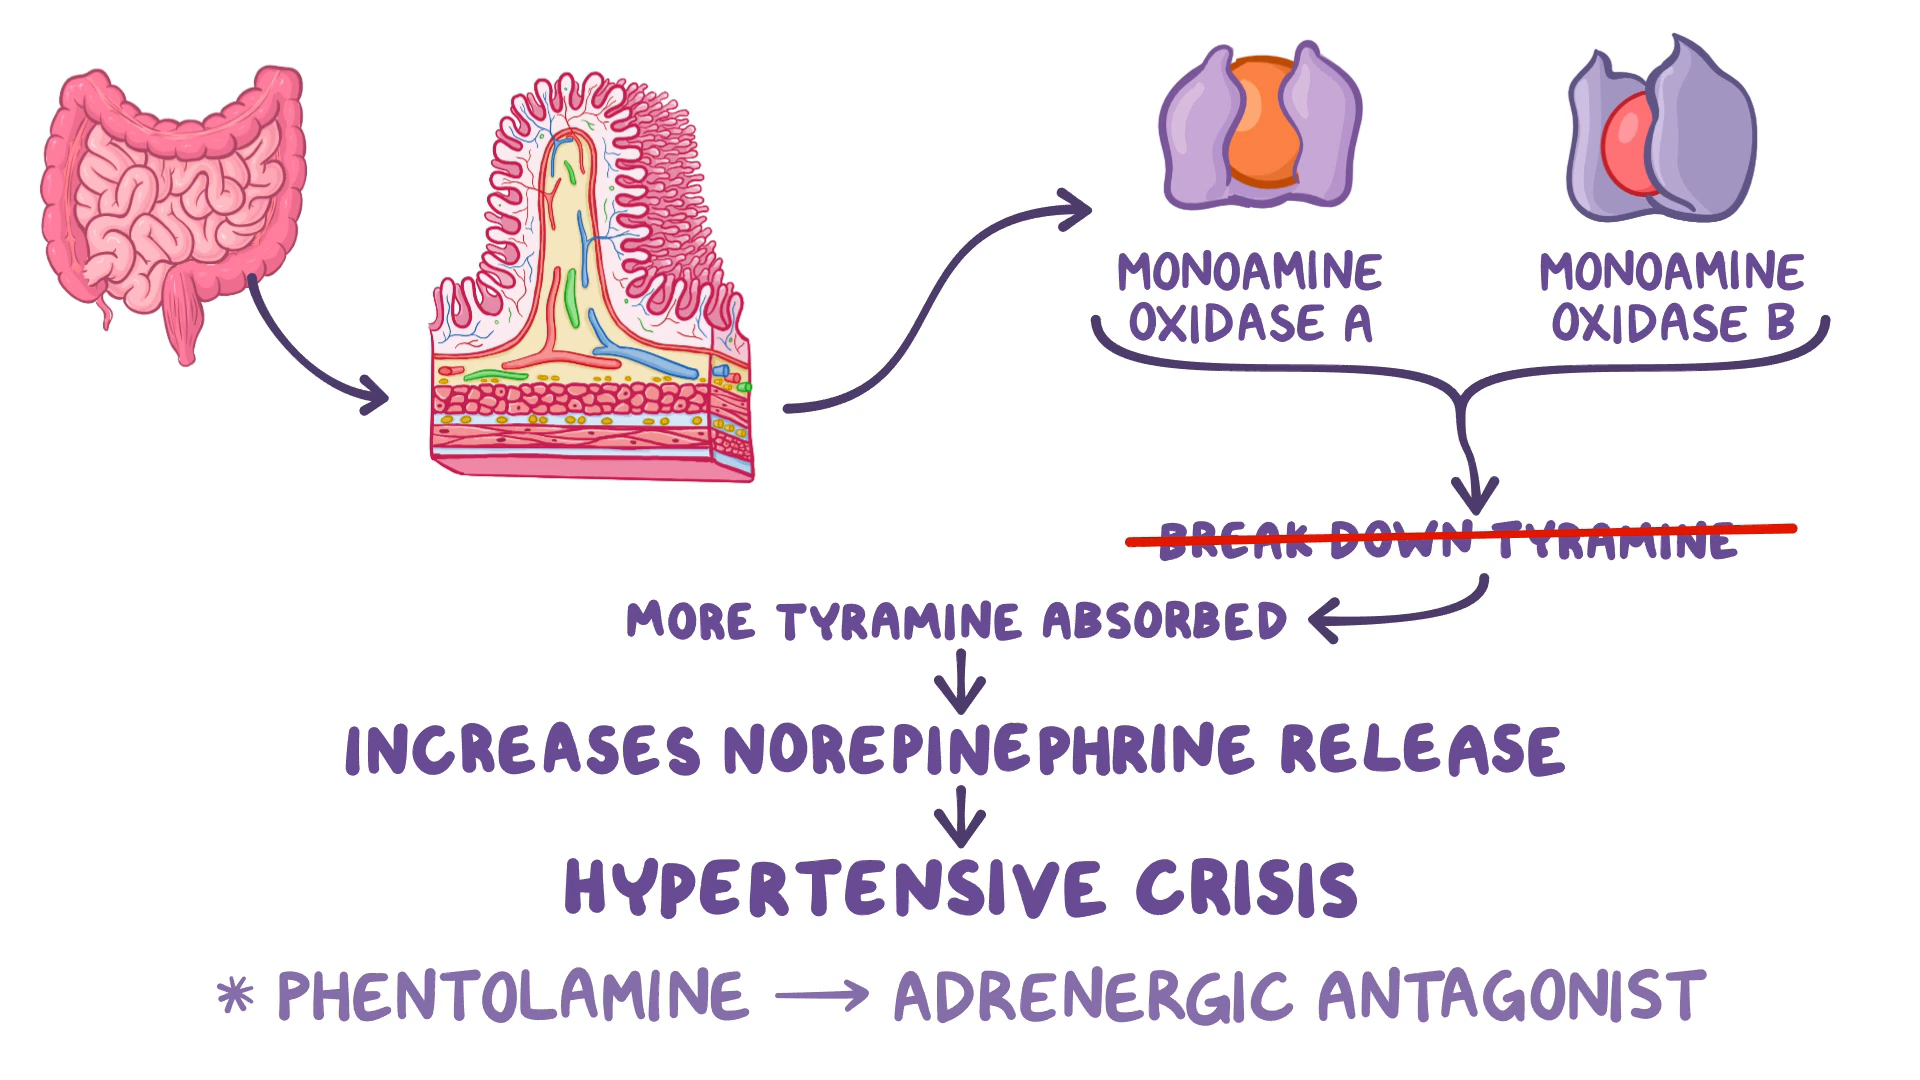 MONOAMINE
OXIDASE A
MONOAMINE
OXIDASE B
BREAK DOWN TYRAMINE
MORE TYRAMINE ABSORBED
INCREASES NOREPINEPHRINE RELEASE
HYPERTENSIVE CRISIS
* PHENTOLAMINE → ADRENERGIC ANTAGONIST